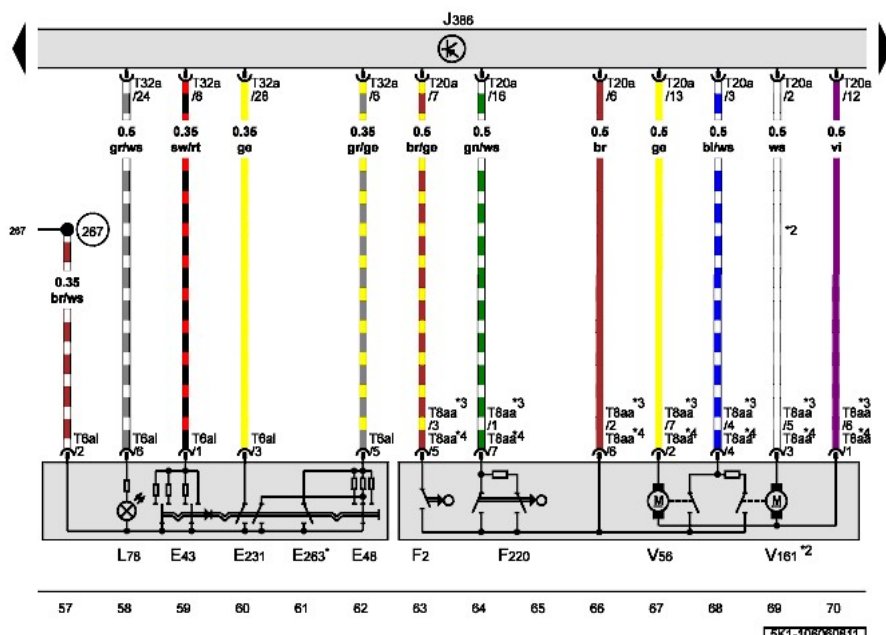 J386
T32a /24
T32a /8
T32a /28
T32a /6
T20a /7
T20a /16
T20a /6
T20a /13
T20a /3
T20a /2
T20a /12
0.5 gr/ws
0.35 sw/rt
0.35 ge
0.35 gr/ge
0.5 br/ge
0.5 gn/ws
0.5 br
0.5 ge
0.5 bl/ws
0.5 ws
0.5 vi
267
267
*2
0.35 br/ws
T6al /2
T6al /6
T6al /1
T6al /3
T6al /5
T8aa*3 /3
T8aa*4 /5
T8aa*3 /1
T8aa*4 /7
T8aa*3 /2
T8aa*4 /6
T8aa*3 /7
T8aa*4 /2
T8aa*3 /4
T8aa*4 /4
T8aa*3 /5
T8aa*4 /3
T8aa*3 /6
T8aa*4 /1
M
M
L78 E43 E231 E263* E48 F2 F220 V56 V161 *2
57 58 59 60 61 62 63 64 65 66 67 68 69 70